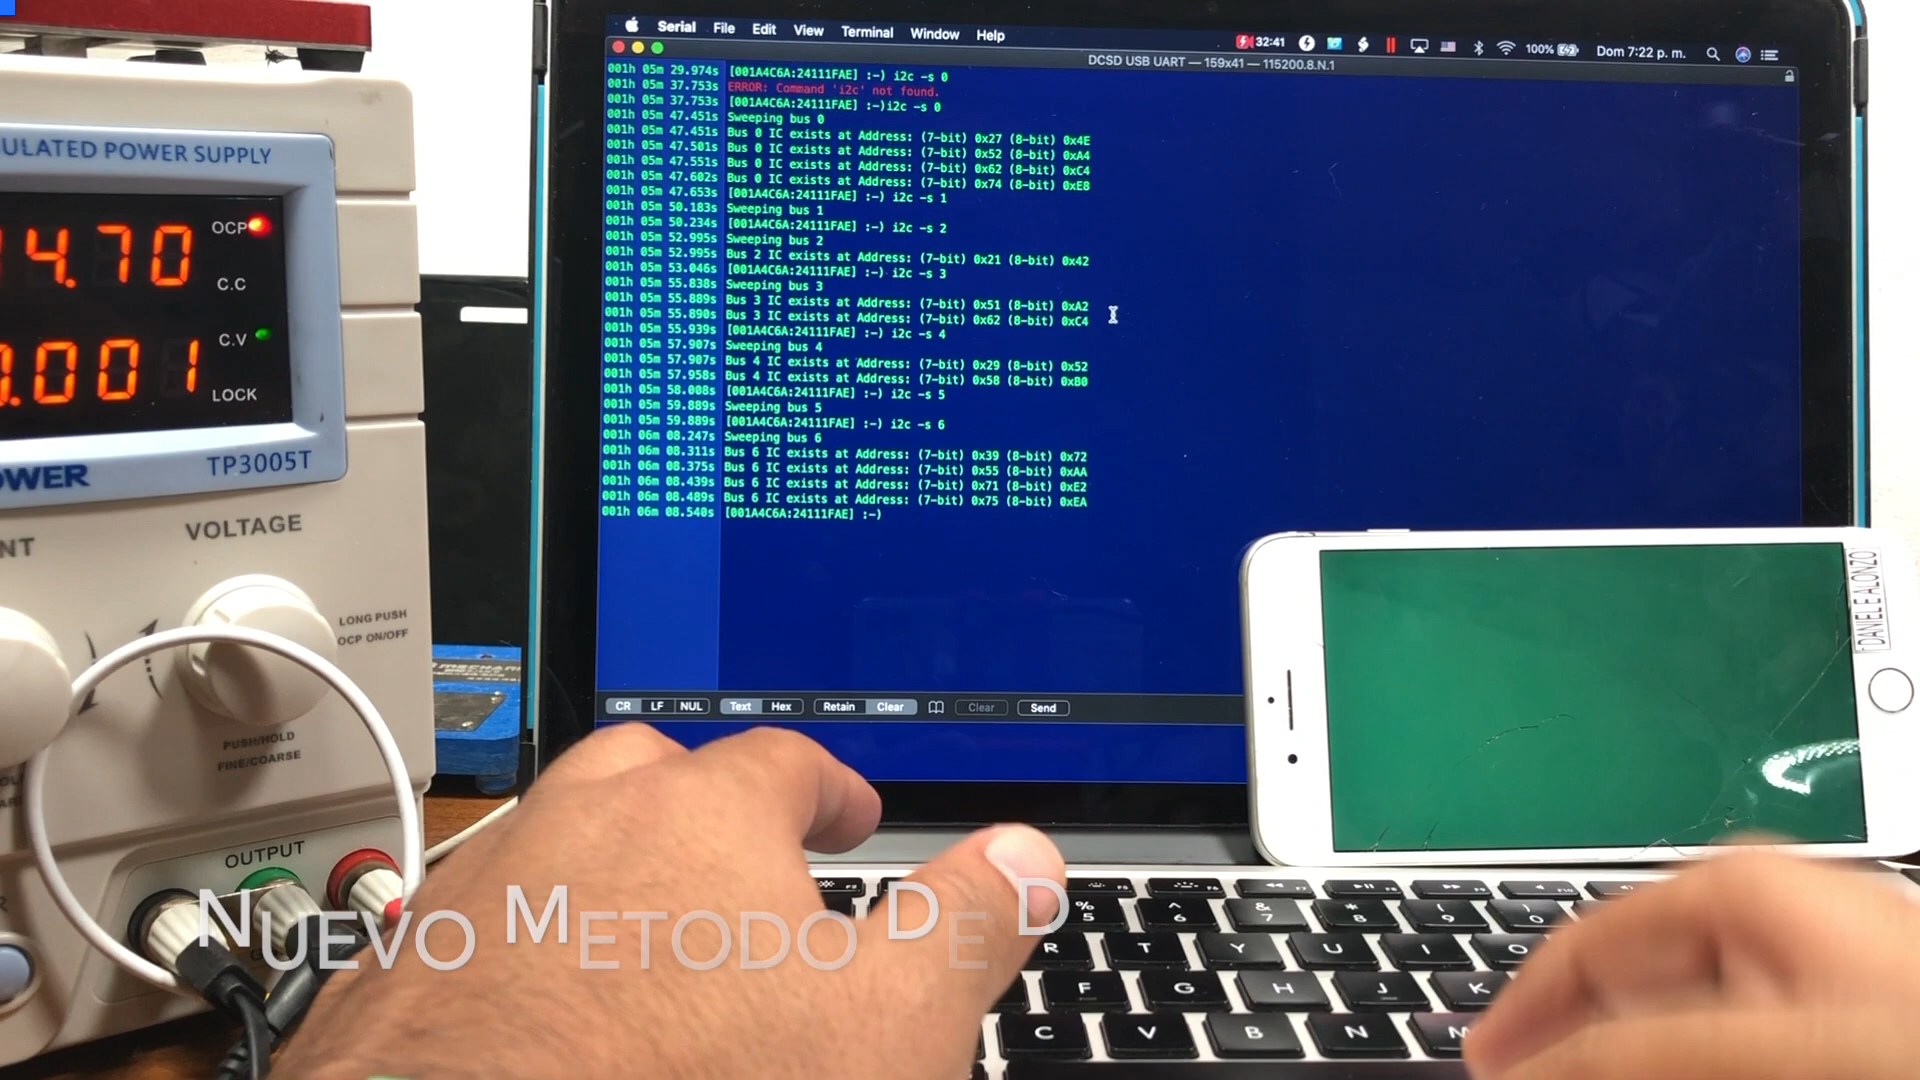 Serial File Edit View Terminal Window Help 32:41 100% Dom 7:22 p. m.
DCSD USB UART — 159x41 — 115200.8.N.1
001h 05m 29.974s [001A4C6A:24111FAE] :-) i2c -s 0
001h 05m 37.753s ERROR: Command 'i2c' not found.
001h 05m 37.753s [001A4C6A:24111FAE] :-)i2c -s 0
001h 05m 47.451s Sweeping bus 0
001h 05m 47.451s Bus 0 IC exists at Address: (7-bit) 0x27 (8-bit) 0x4E
001h 05m 47.501s Bus 0 IC exists at Address: (7-bit) 0x52 (8-bit) 0xA4
001h 05m 47.551s Bus 0 IC exists at Address: (7-bit) 0x62 (8-bit) 0xC4
001h 05m 47.602s Bus 0 IC exists at Address: (7-bit) 0x74 (8-bit) 0xE8
001h 05m 47.653s [001A4C6A:24111FAE] :-) i2c -s 1
001h 05m 50.183s Sweeping bus 1
001h 05m 50.234s [001A4C6A:24111FAE] :-) i2c -s 2
001h 05m 52.995s Sweeping bus 2
001h 05m 52.995s Bus 2 IC exists at Address: (7-bit) 0x21 (8-bit) 0x42
001h 05m 53.046s [001A4C6A:24111FAE] :-) i2c -s 3
001h 05m 55.838s Sweeping bus 3
001h 05m 55.889s Bus 3 IC exists at Address: (7-bit) 0x51 (8-bit) 0xA2
001h 05m 55.890s Bus 3 IC exists at Address: (7-bit) 0x62 (8-bit) 0xC4
001h 05m 55.939s [001A4C6A:24111FAE] :-) i2c -s 4
001h 05m 57.907s Sweeping bus 4
001h 05m 57.907s Bus 4 IC exists at Address: (7-bit) 0x29 (8-bit) 0x52
001h 05m 57.958s Bus 4 IC exists at Address: (7-bit) 0x58 (8-bit) 0xB0
001h 05m 58.008s [001A4C6A:24111FAE] :-) i2c -s 5
001h 05m 59.889s Sweeping bus 5
001h 05m 59.889s [001A4C6A:24111FAE] :-) i2c -s 6
001h 06m 08.247s Sweeping bus 6
001h 06m 08.311s Bus 6 IC exists at Address: (7-bit) 0x39 (8-bit) 0x72
001h 06m 08.375s Bus 6 IC exists at Address: (7-bit) 0x55 (8-bit) 0xAA
001h 06m 08.439s Bus 6 IC exists at Address: (7-bit) 0x71 (8-bit) 0xE2
001h 06m 08.489s Bus 6 IC exists at Address: (7-bit) 0x75 (8-bit) 0xEA
001h 06m 08.540s [001A4C6A:24111FAE] :-)
CR LF NUL Text Hex Retain Clear Clear Send
ULATED POWER SUPPLY
4.70 OCP
C.C
C.V
.001
LOCK
OWER TP3005T
VOLTAGE
NT
LONG PUSH
OCP ON/OFF
PUSH/HOLD
FINE/COARSE
OUTPUT
DANIELE ALONZO
NUEVO METODO DE D
% 5 ^ 6 & 7 * 8 ( 9 ) 0
R T Y U I O
F G H J K
C V B N M